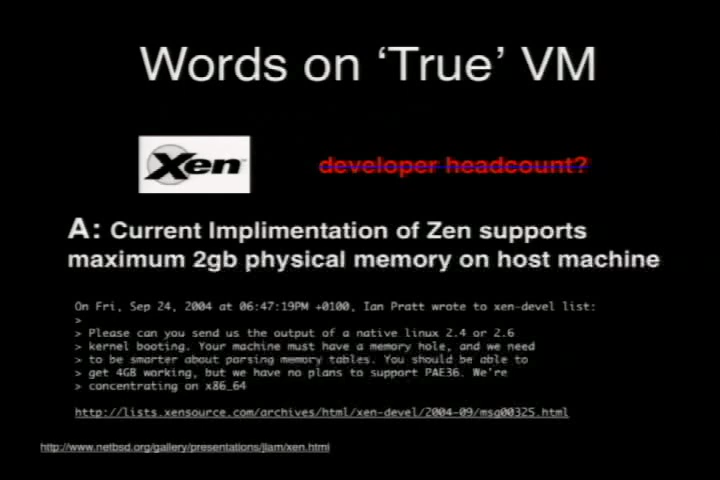 Words on ‘True’ VM
Xen™
developer headcount?
A: Current Implimentation of Zen supports
maximum 2gb physical memory on host machine
On Fri, Sep 24, 2004 at 06:47:19PM +0100, Ian Pratt wrote to xen-devel list:
>
> Please can you send us the output of a native linux 2.4 or 2.6
> kernel booting. Your machine must have a memory hole, and we need
> to be smarter about parsing memory tables. You should be able to
> get 4GB working, but we have no plans to support PAE36. We're
> concentrating on x86_64
http://lists.xensource.com/archives/html/xen-devel/2004-09/msg00325.html
http://www.netbsd.org/gallery/presentations/jlam/xen.html